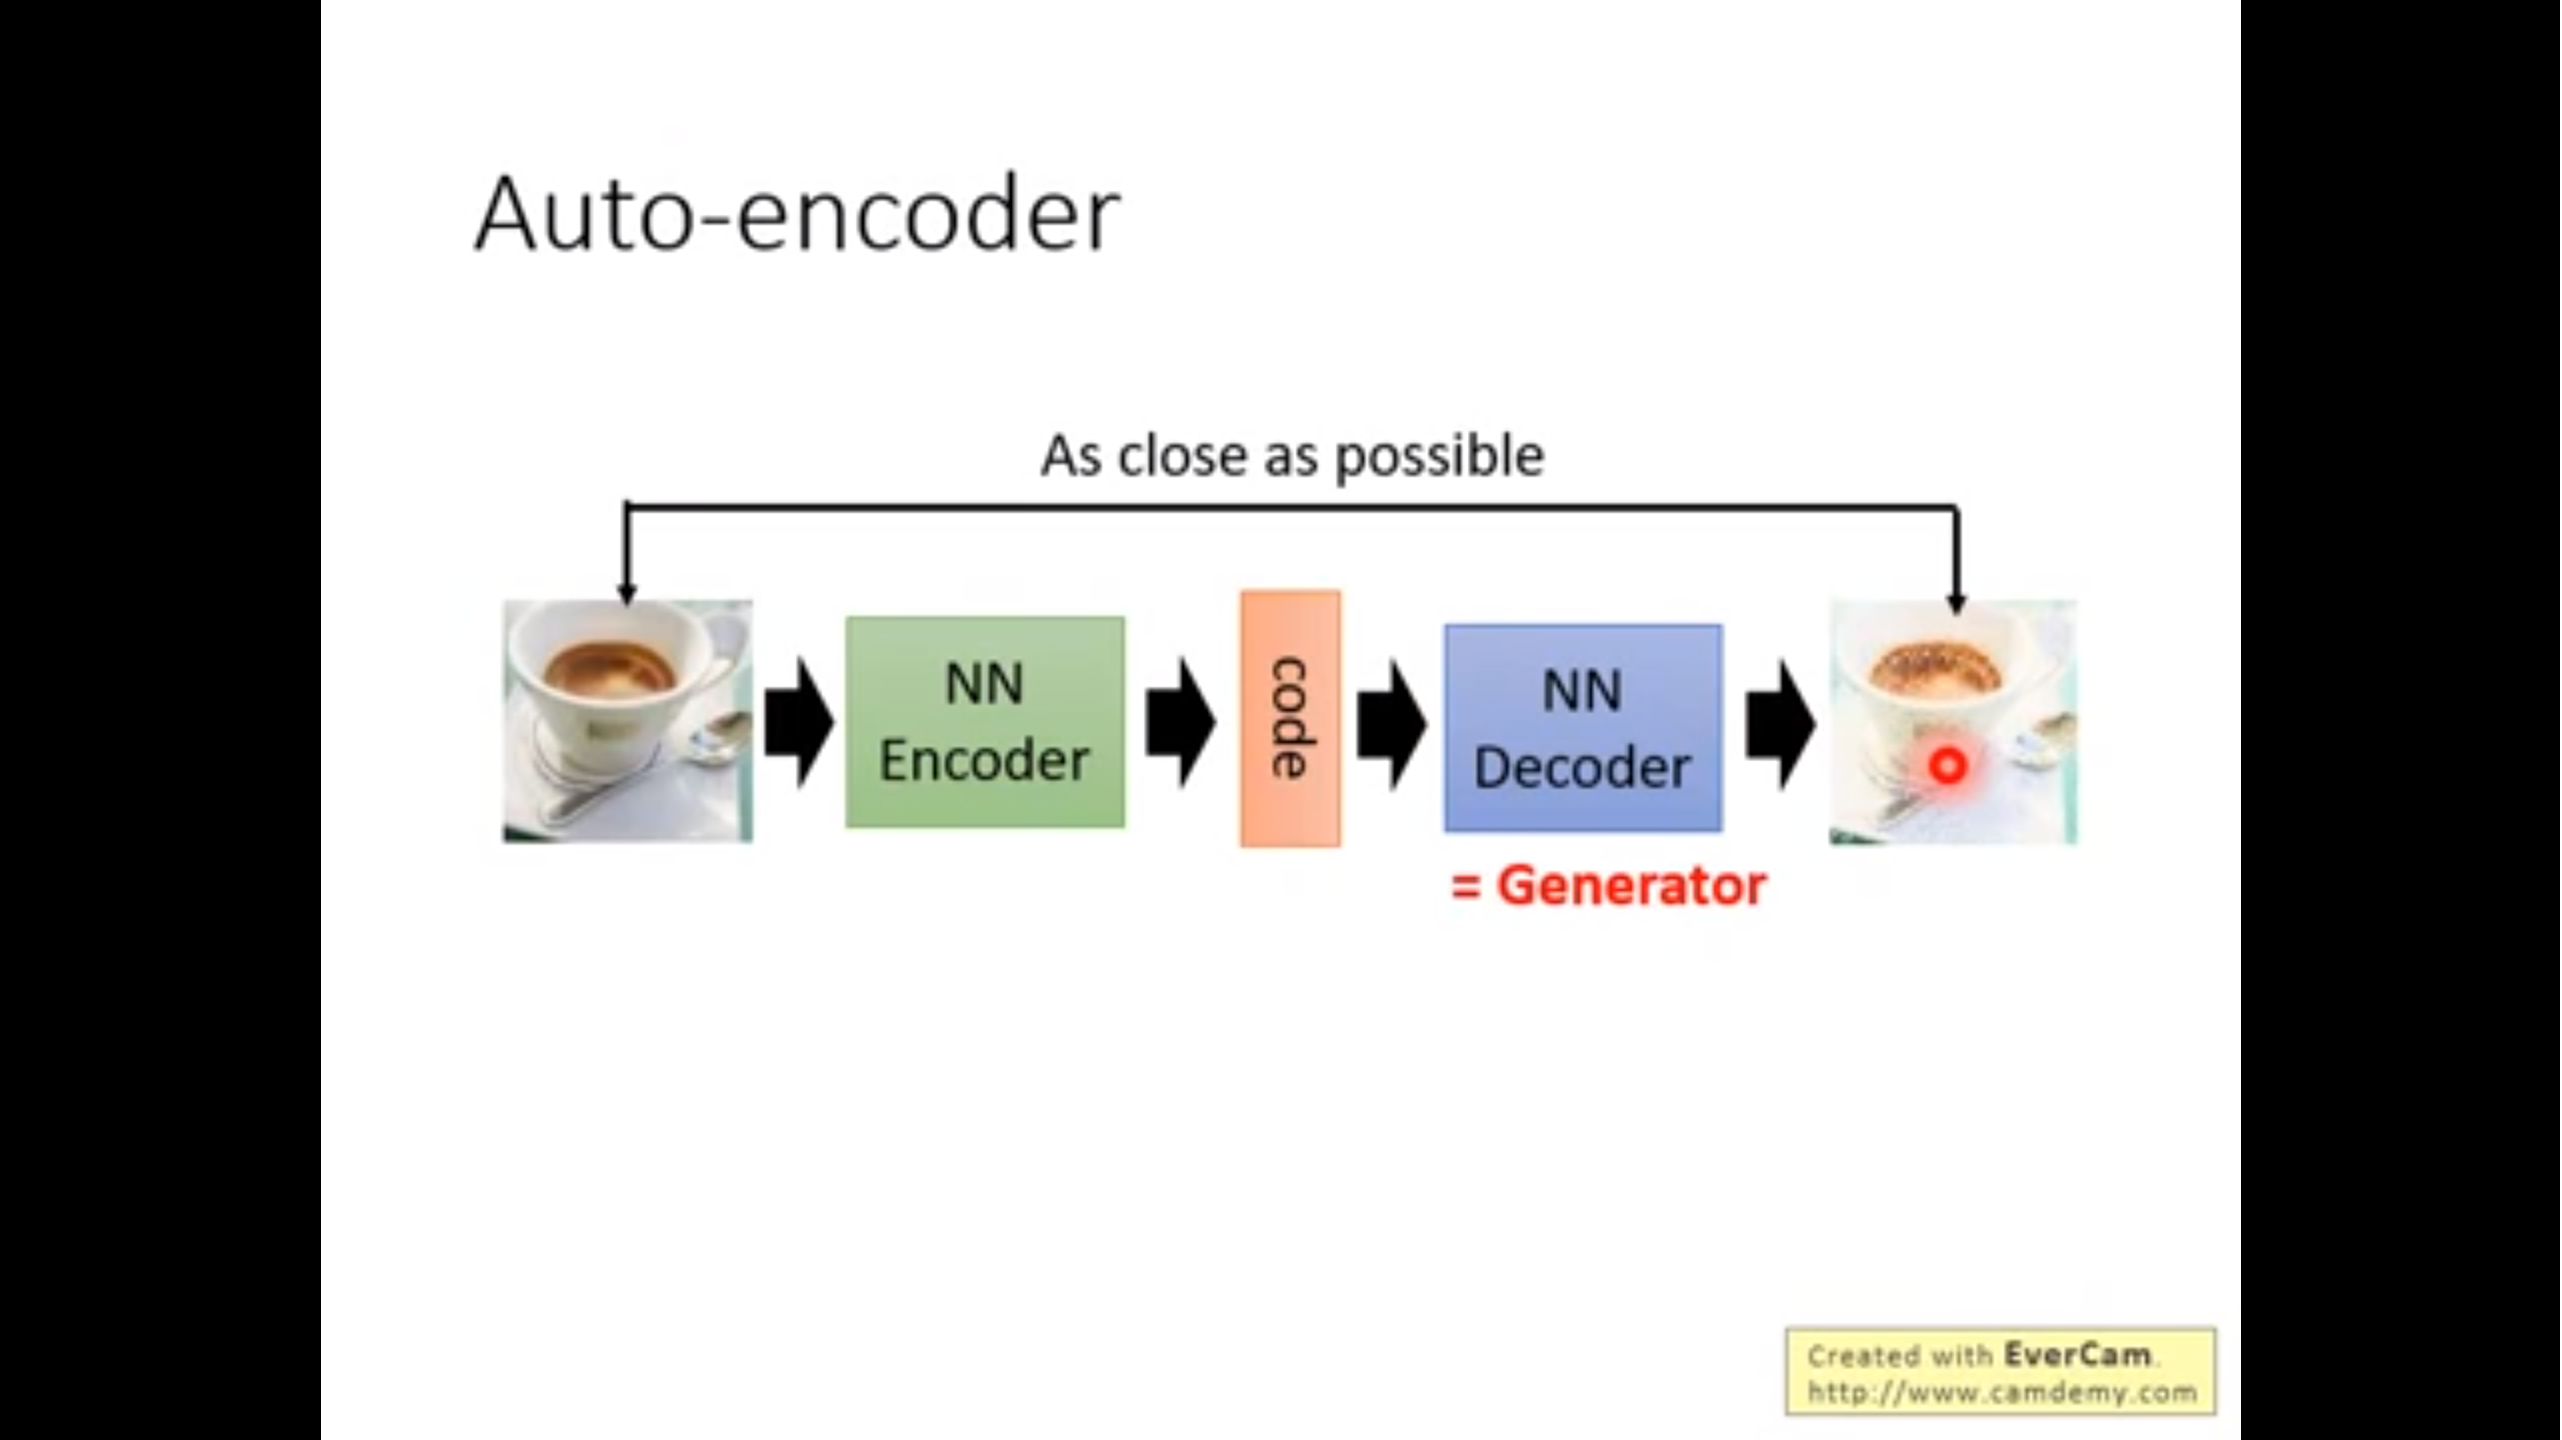 Auto-encoder
As close as possible
NN
Encoder
code
NN
Decoder
= Generator
Created with EverCam.
http://www.camdemy.com